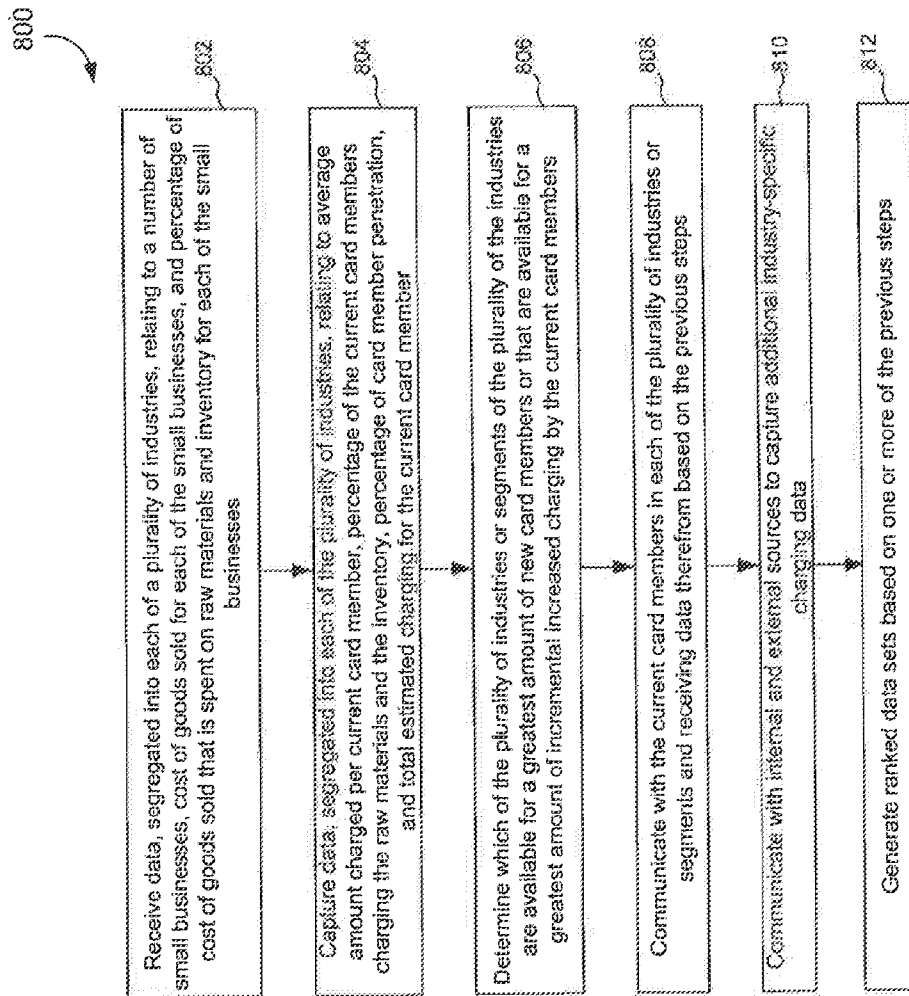 800
802
Receive data, segregated into each of a plurality of industries, relating to a number of
small businesses, cost of goods sold for each of the small businesses, and percentage of
cost of goods sold that is spent on raw materials and inventory for each of the small
businesses
804
Capture data, segregated into each of the plurality of industries, relating to average
amount charged per current card member, percentage of the current card members
charging the raw materials and the inventory, percentage of card member penetration,
and total estimated charging for the current card member
806
Determine which of the plurality of industries or segments of the plurality of the industries
are available for a greatest amount of new card members or that are available for a
greatest amount of incremental increased charging by the current card members
808
Communicate with the current card members in each of the plurality of industries or
segments and receiving data therefrom based on the previous steps
810
Communicate with internal and external sources to capture additional industry-specific
charging data
812
Generate ranked data sets based on one or more of the previous steps